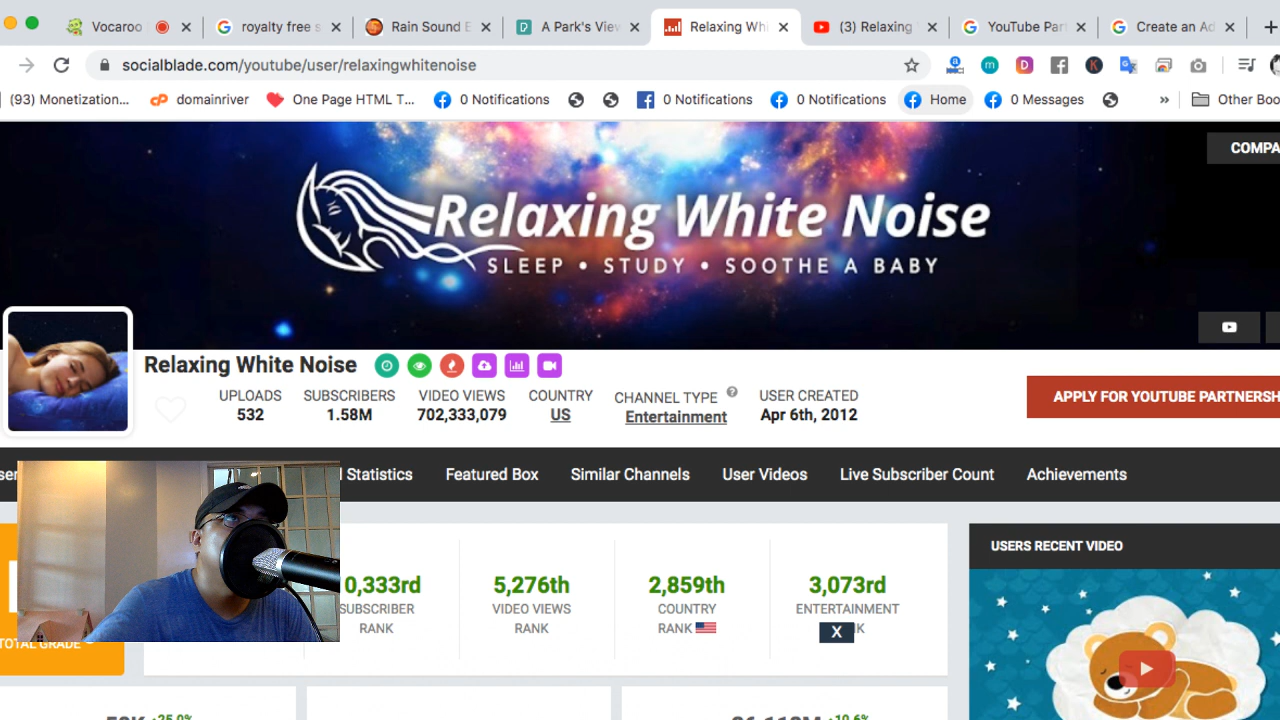 Vocaroo royalty free s Rain Sound E A Park's View Relaxing Wh (3) Relaxing YouTube Part Create an Ad
socialblade.com/youtube/user/relaxingwhitenoise
(93) Monetization... domainriver One Page HTML T... 0 Notifications 0 Notifications 0 Notifications Home 0 Messages » Other Boo
COMPA
Relaxing White Noise
SLEEP • STUDY • SOOTHE A BABY
Relaxing White Noise
UPLOADS SUBSCRIBERS VIDEO VIEWS COUNTRY CHANNEL TYPE USER CREATED
532 1.58M 702,333,079 US Entertainment Apr 6th, 2012
APPLY FOR YOUTUBE PARTNERSH
Statistics Featured Box Similar Channels User Videos Live Subscriber Count Achievements
USERS RECENT VIDEO
0,333rd 5,276th 2,859th 3,073rd
SUBSCRIBER VIDEO VIEWS COUNTRY ENTERTAINMENT
RANK RANK RANK X K
TOTAL GRADE